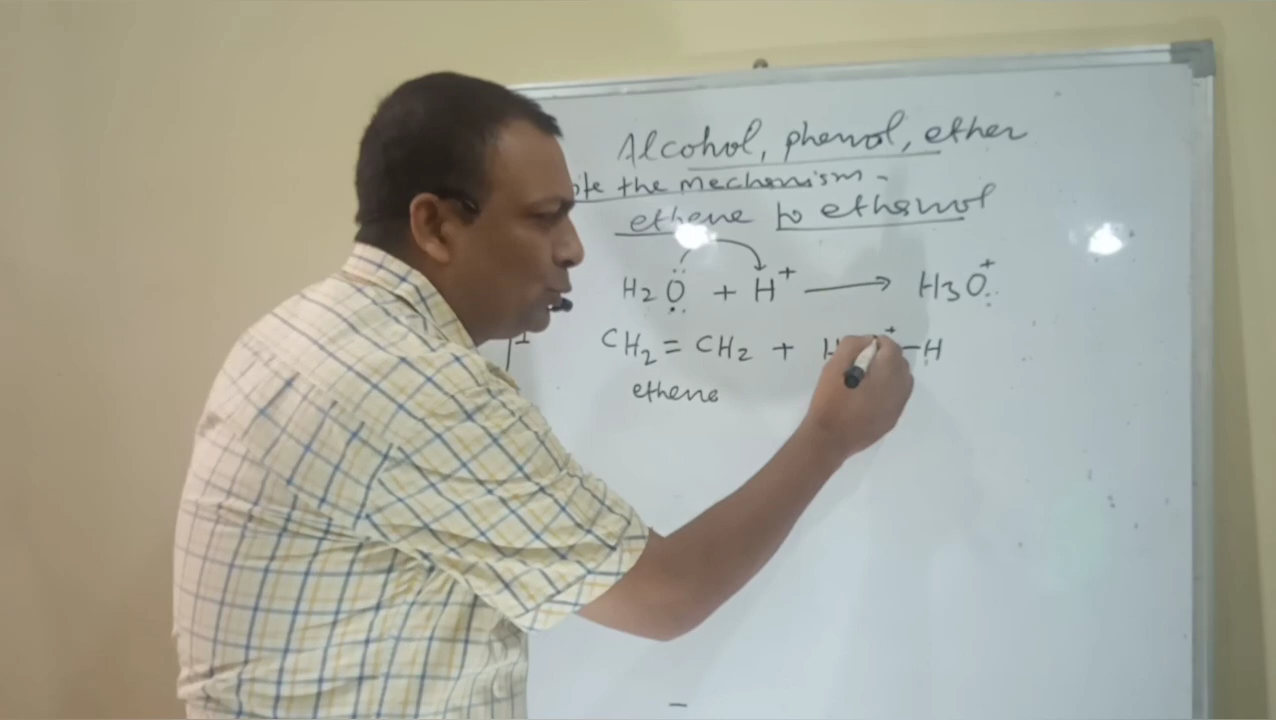 Alcohol, phenol, ether
the mechanism -
ethene to ethanol
H₂O + H⁺ ⟶ H₃O⁺
CH₂ = CH₂ + H –H
ethene